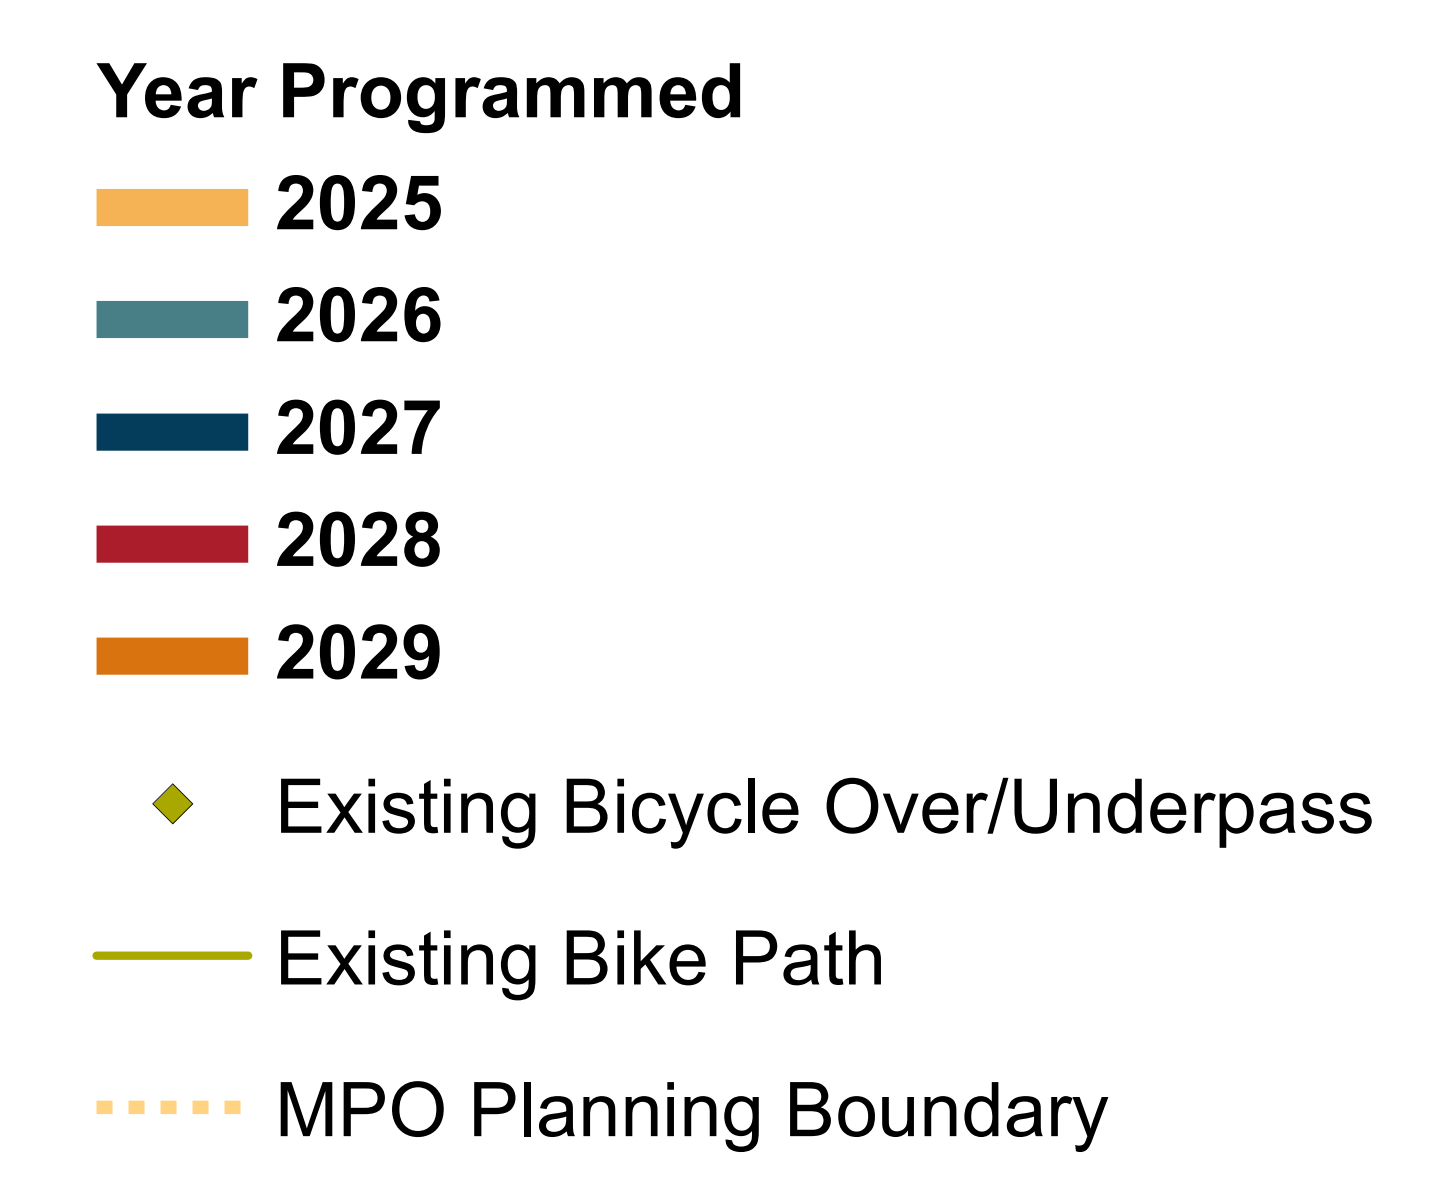 Year Programmed
2025
2026
2027
2028
2029
Existing Bicycle Over/Underpass
Existing Bike Path
MPO Planning Boundary